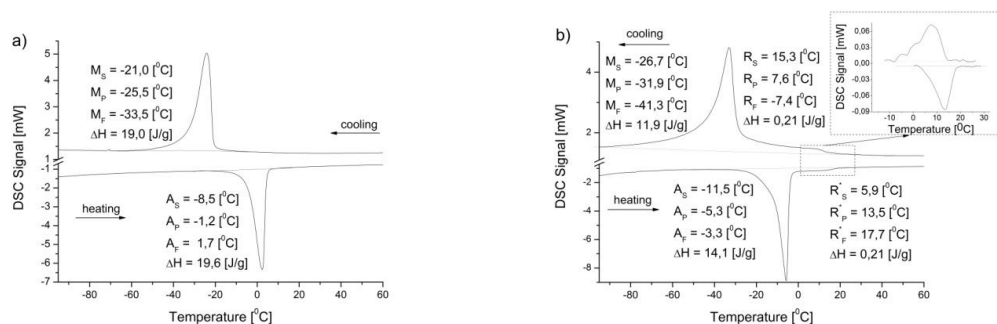 a)
5
4
3
2
1
-1
-2
-3
-4
-5
-6
-7
DSC Signal [mW]
M_S = -21,0 [⁰C]
M_P = -25,5 [⁰C]
M_F = -33,5 [⁰C]
ΔH = 19,0 [J/g]
cooling
heating
A_S = -8,5 [⁰C]
A_P = -1,2 [⁰C]
A_F = 1,7 [⁰C]
ΔH = 19,6 [J/g]
-80 -60 -40 -20 0 20 40 60
Temperature [⁰C]
b)
4
2
-2
-4
-6
-8
DSC Signal [mW]
cooling
M_S = -26,7 [⁰C]
M_P = -31,9 [⁰C]
M_F = -41,3 [⁰C]
ΔH = 11,9 [J/g]
R_S = 15,3 [⁰C]
R_P = 7,6 [⁰C]
R_F = -7,4 [⁰C]
ΔH = 0,21 [J/g]
heating
A_S = -11,5 [⁰C]
A_P = -5,3 [⁰C]
A_F = -3,3 [⁰C]
ΔH = 14,1 [J/g]
R*_S = 5,9 [⁰C]
R*_P = 13,5 [⁰C]
R*_F = 17,7 [⁰C]
ΔH = 0,21 [J/g]
-80 -60 -40 -20 0 20 40 60
Temperature [⁰C]
0.06
0.03
0.00
0.00
-0.03
-0.06
-0.09
DSC Signal [mW]
-10 0 10 20 30
Temperature [⁰C]